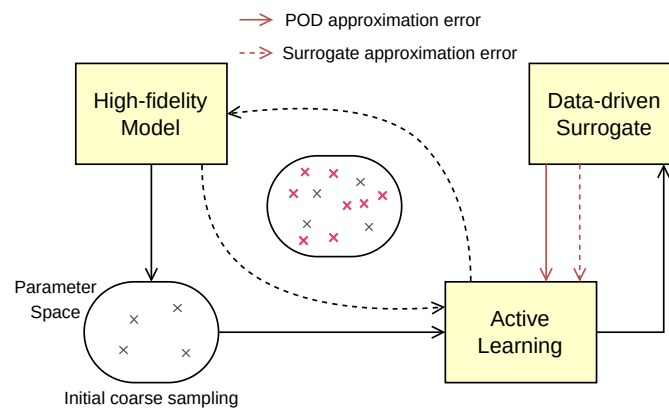 POD approximation error
Surrogate approximation error
High-fidelity
Model
Data-driven
Surrogate
Parameter
Space
Active
Learning
Initial coarse sampling